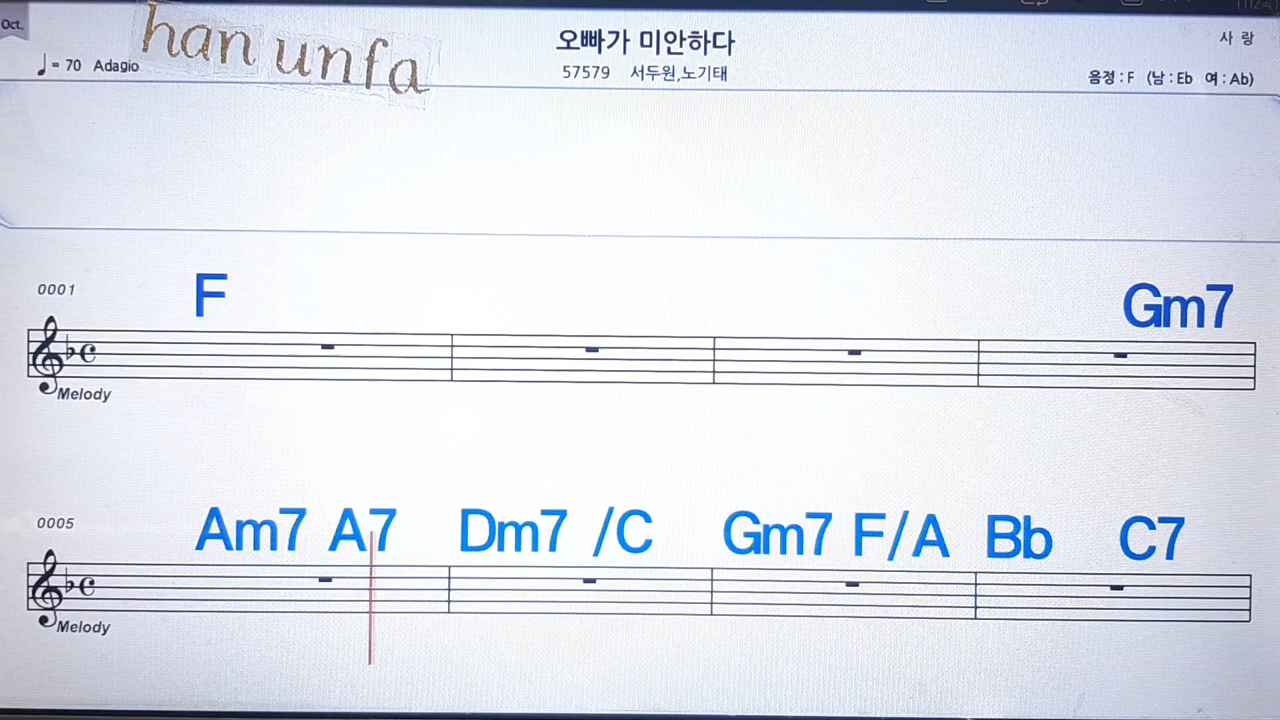 Oct.
han unfa
♩ = 70 Adagio
오빠가 미안하다
57579 서두원,노기태
사 랑
음정 : F (남 : Eb 여 : Ab)
0001
F Gm7
Melody
0005
Am7 A7 Dm7 /C Gm7 F/A Bb C7
Melody